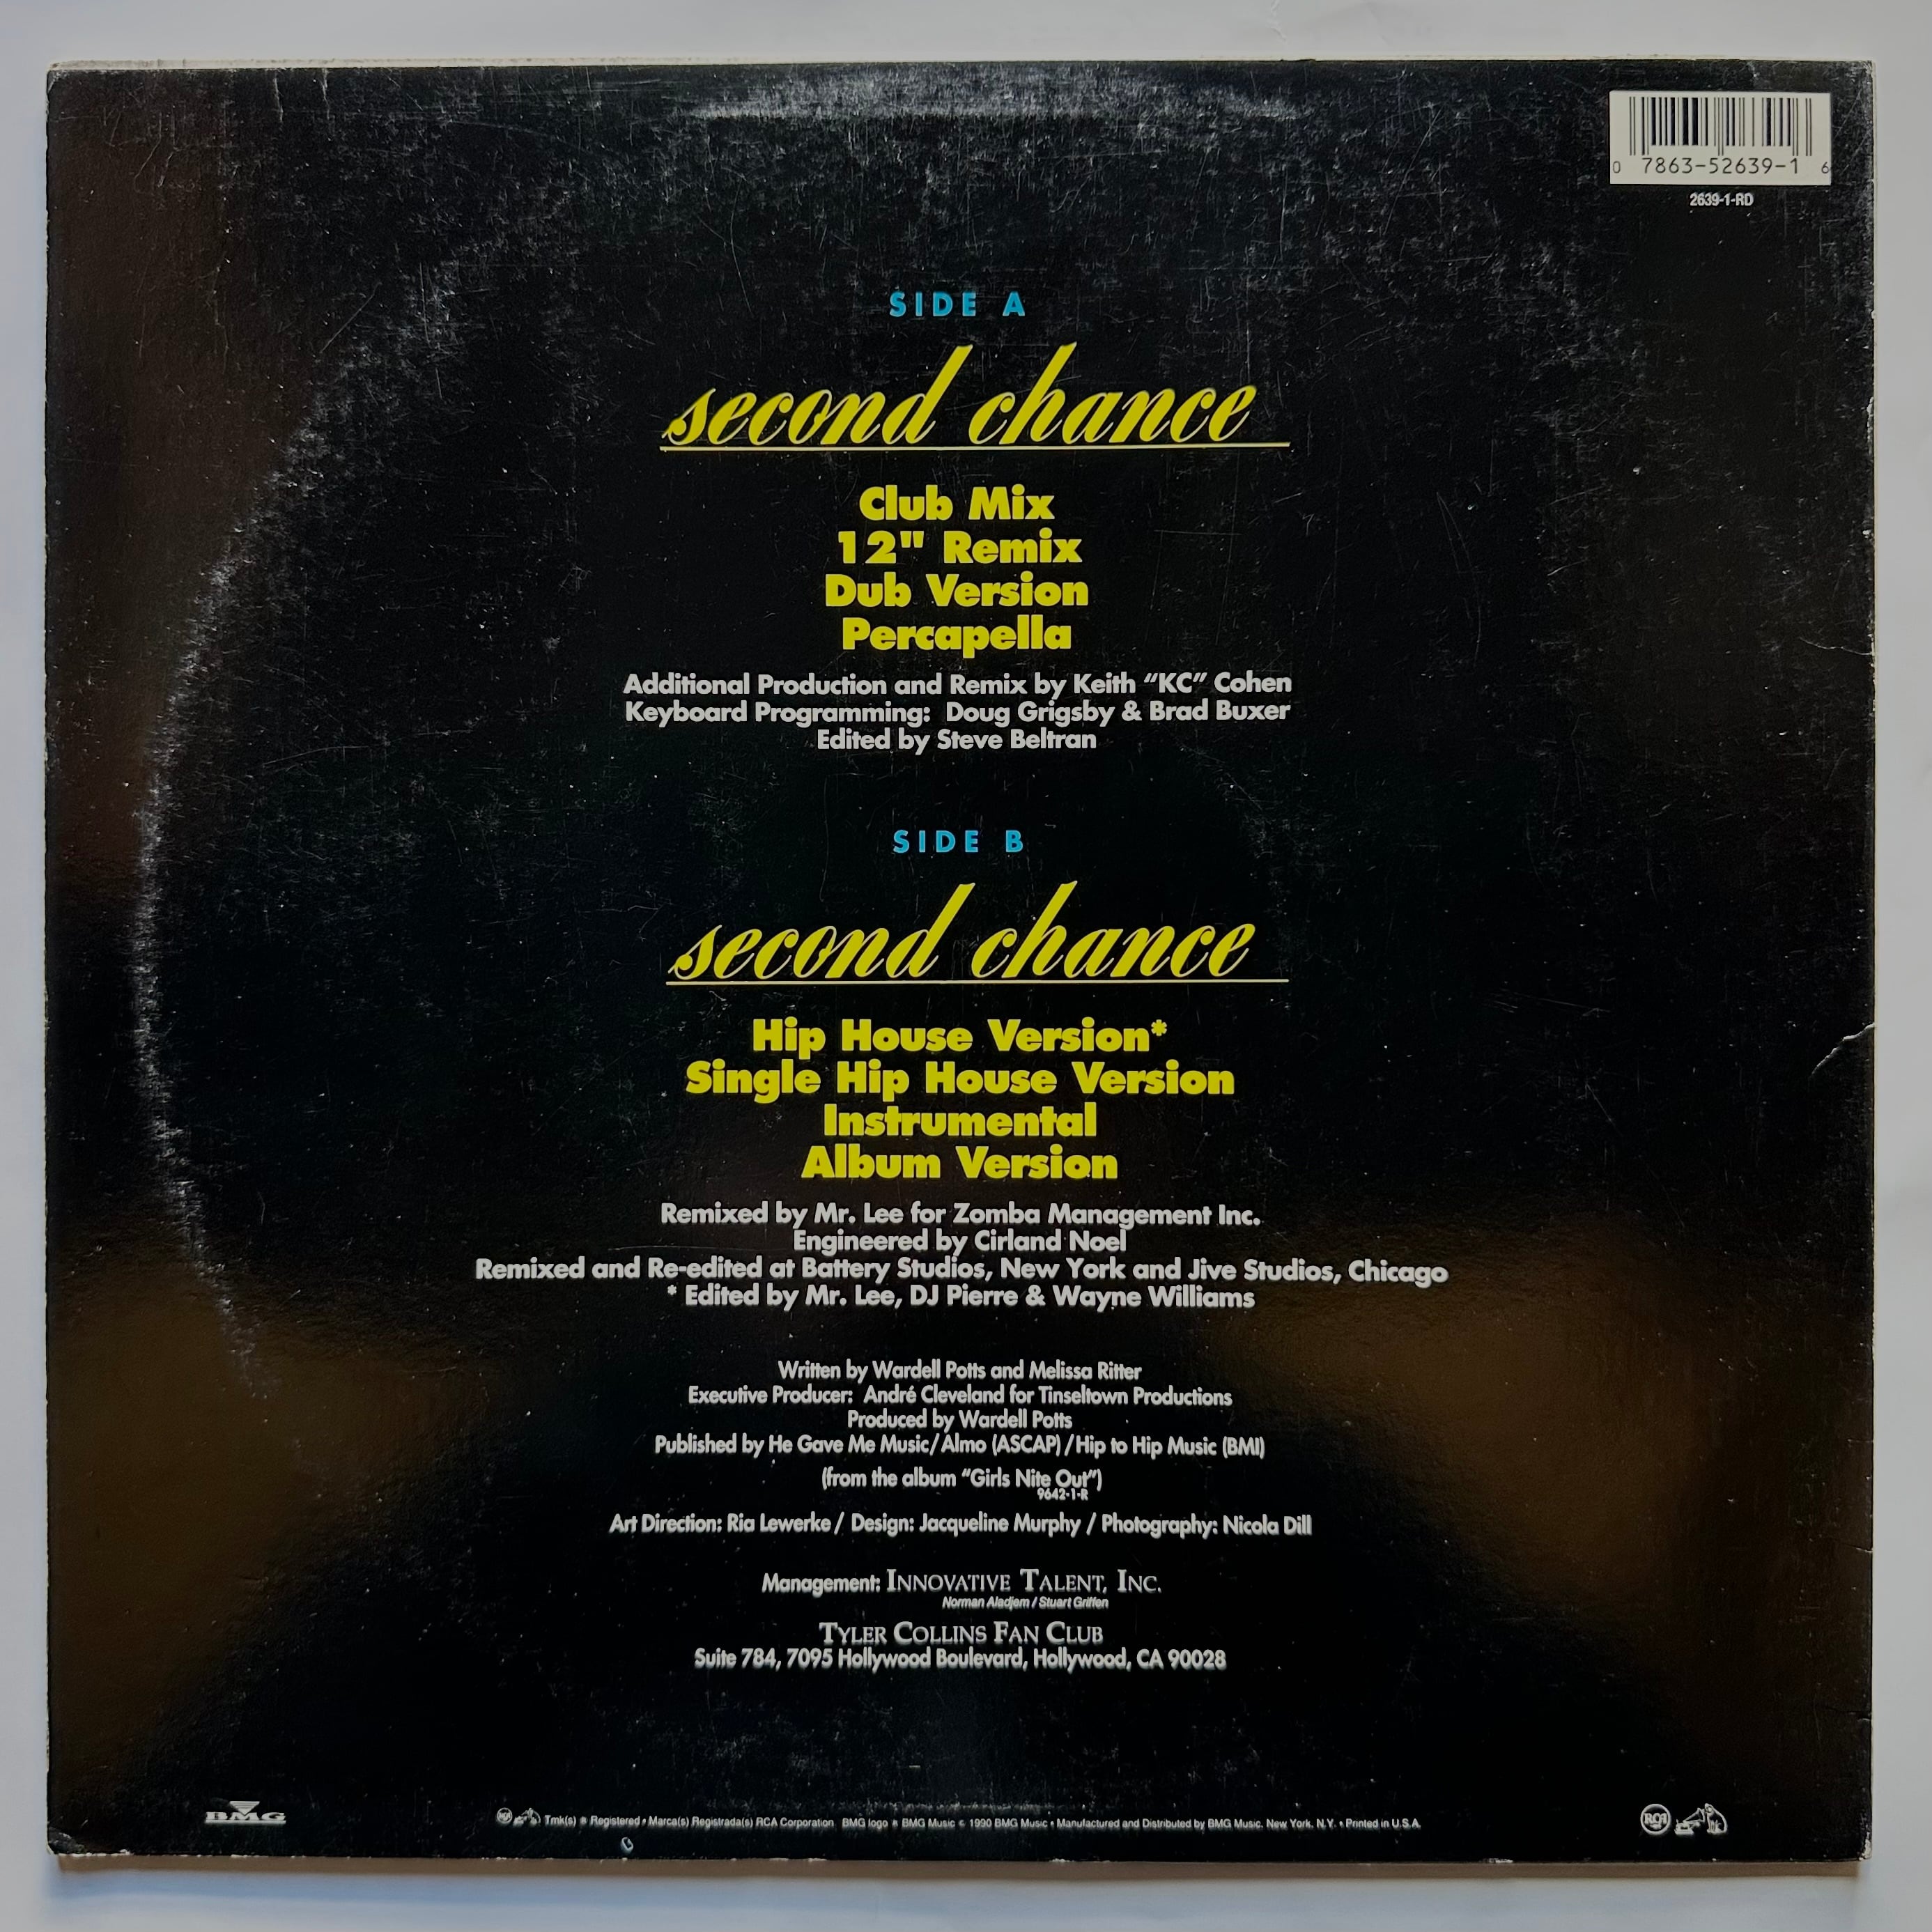 0 7863-52639-1 6
2639-1-RD
SIDE A
second chance
Club Mix
12" Remix
Dub Version
Percapella
Additional Production and Remix by Keith “KC” Cohen
Keyboard Programming: Doug Grigsby & Brad Buxer
Edited by Steve Beltran
SIDE B
second chance
Hip House Version*
Single Hip House Version
Instrumental
Album Version
Remixed by Mr. Lee for Zomba Management Inc.
Engineered by Cirland Noel
Remixed and Re-edited at Battery Studios, New York and Jive Studios, Chicago
* Edited by Mr. Lee, DJ Pierre & Wayne Williams
Written by Wardell Potts and Melissa Ritter
Executive Producer: André Cleveland for Tinseltown Productions
Produced by Wardell Potts
Published by He Gave Me Music/Almo (ASCAP)/Hip to Hip Music (BMI)
(from the album “Girls Nite Out”)
9642-1-R
Art Direction: Ria Lewerke / Design: Jacqueline Murphy / Photography: Nicola Dill
Management: INNOVATIVE TALENT, INC.
Norman Aladjem / Stuart Griffen
TYLER COLLINS FAN CLUB
Suite 784, 7095 Hollywood Boulevard, Hollywood, CA 90028
BMG
RCA Tmk(s) ® Registered • Marca(s) Registrada(s) RCA Corporation BMG logo ® BMG Music © 1990 BMG Music • Manufactured and Distributed by BMG Music, New York, N.Y. • Printed in U.S.A.
RCA